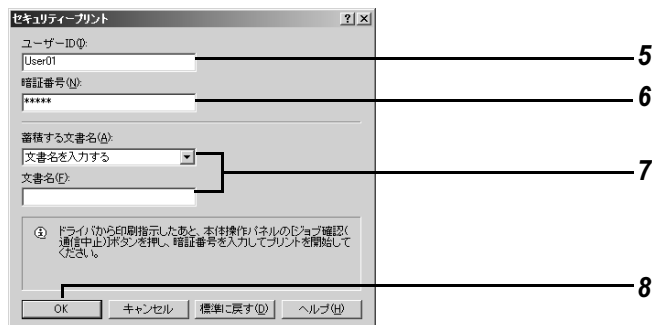 セキュリティープリント
ユーザーID(I):
User01
5
暗証番号(N):
*****
6
蓄積する文書名(A):
文書名を入力する
7
文書名(F):
ドライバから印刷指示したあと、本体操作パネルの[ジョブ確認(
通信中止)]ボタンを押し、暗証番号を入力してプリントを開始して
ください。
8
OK キャンセル 標準に戻す(D) ヘルプ(H)